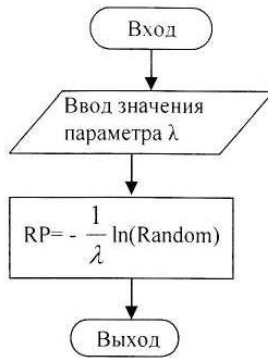 Вход
Ввод значения
параметра λ
RP= - 1/λ ln(Random)
Выход